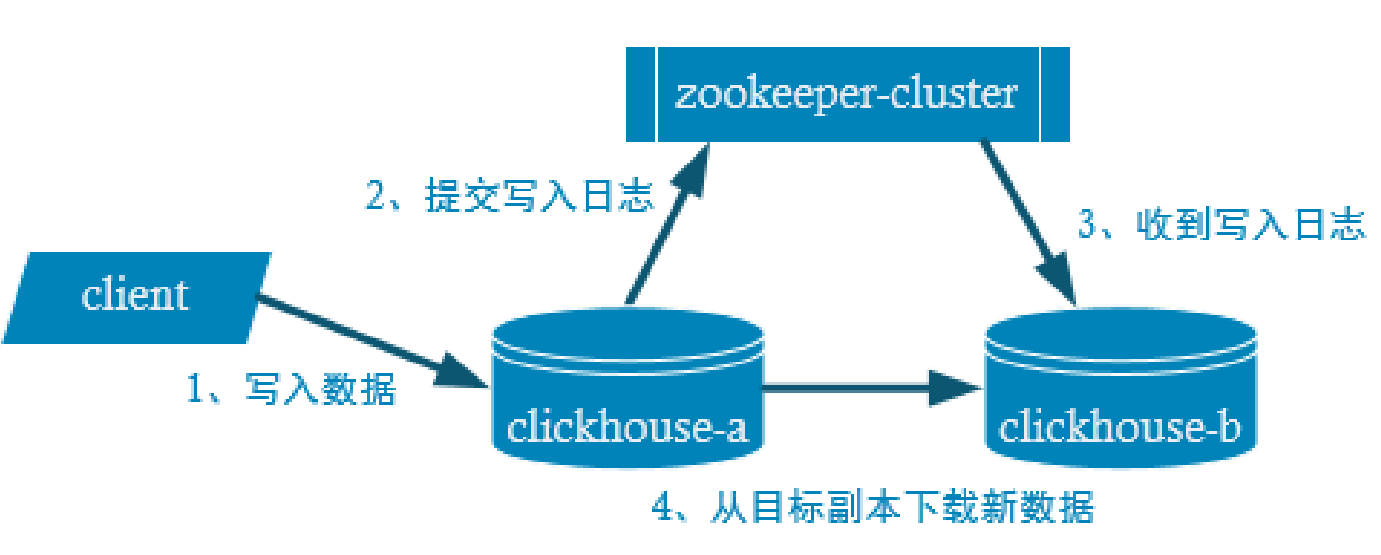 zookeeper-cluster
2、提交写入日志
3、收到写入日志
client
1、写入数据
clickhouse-a
clickhouse-b
4、从目标副本下载新数据